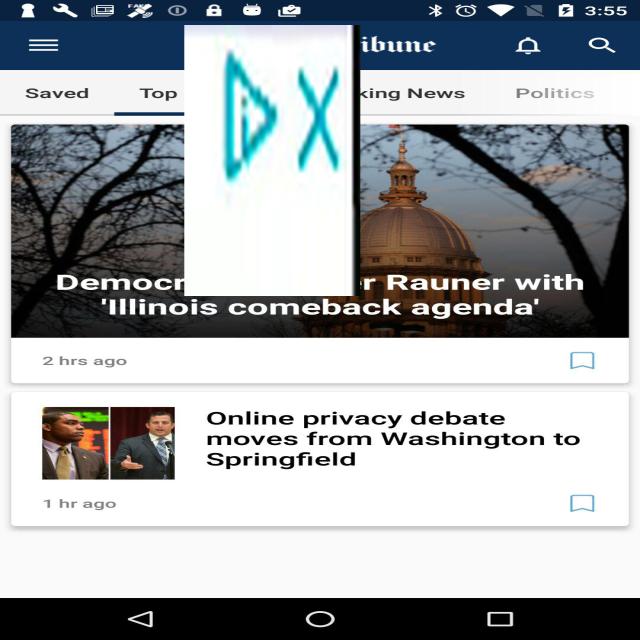 3:55
ibune
Saved Top king News Politics
Democr r Rauner with
'Illinois comeback agenda'
2 hrs ago
Online privacy debate
moves from Washington to
Springfield
1 hr ago